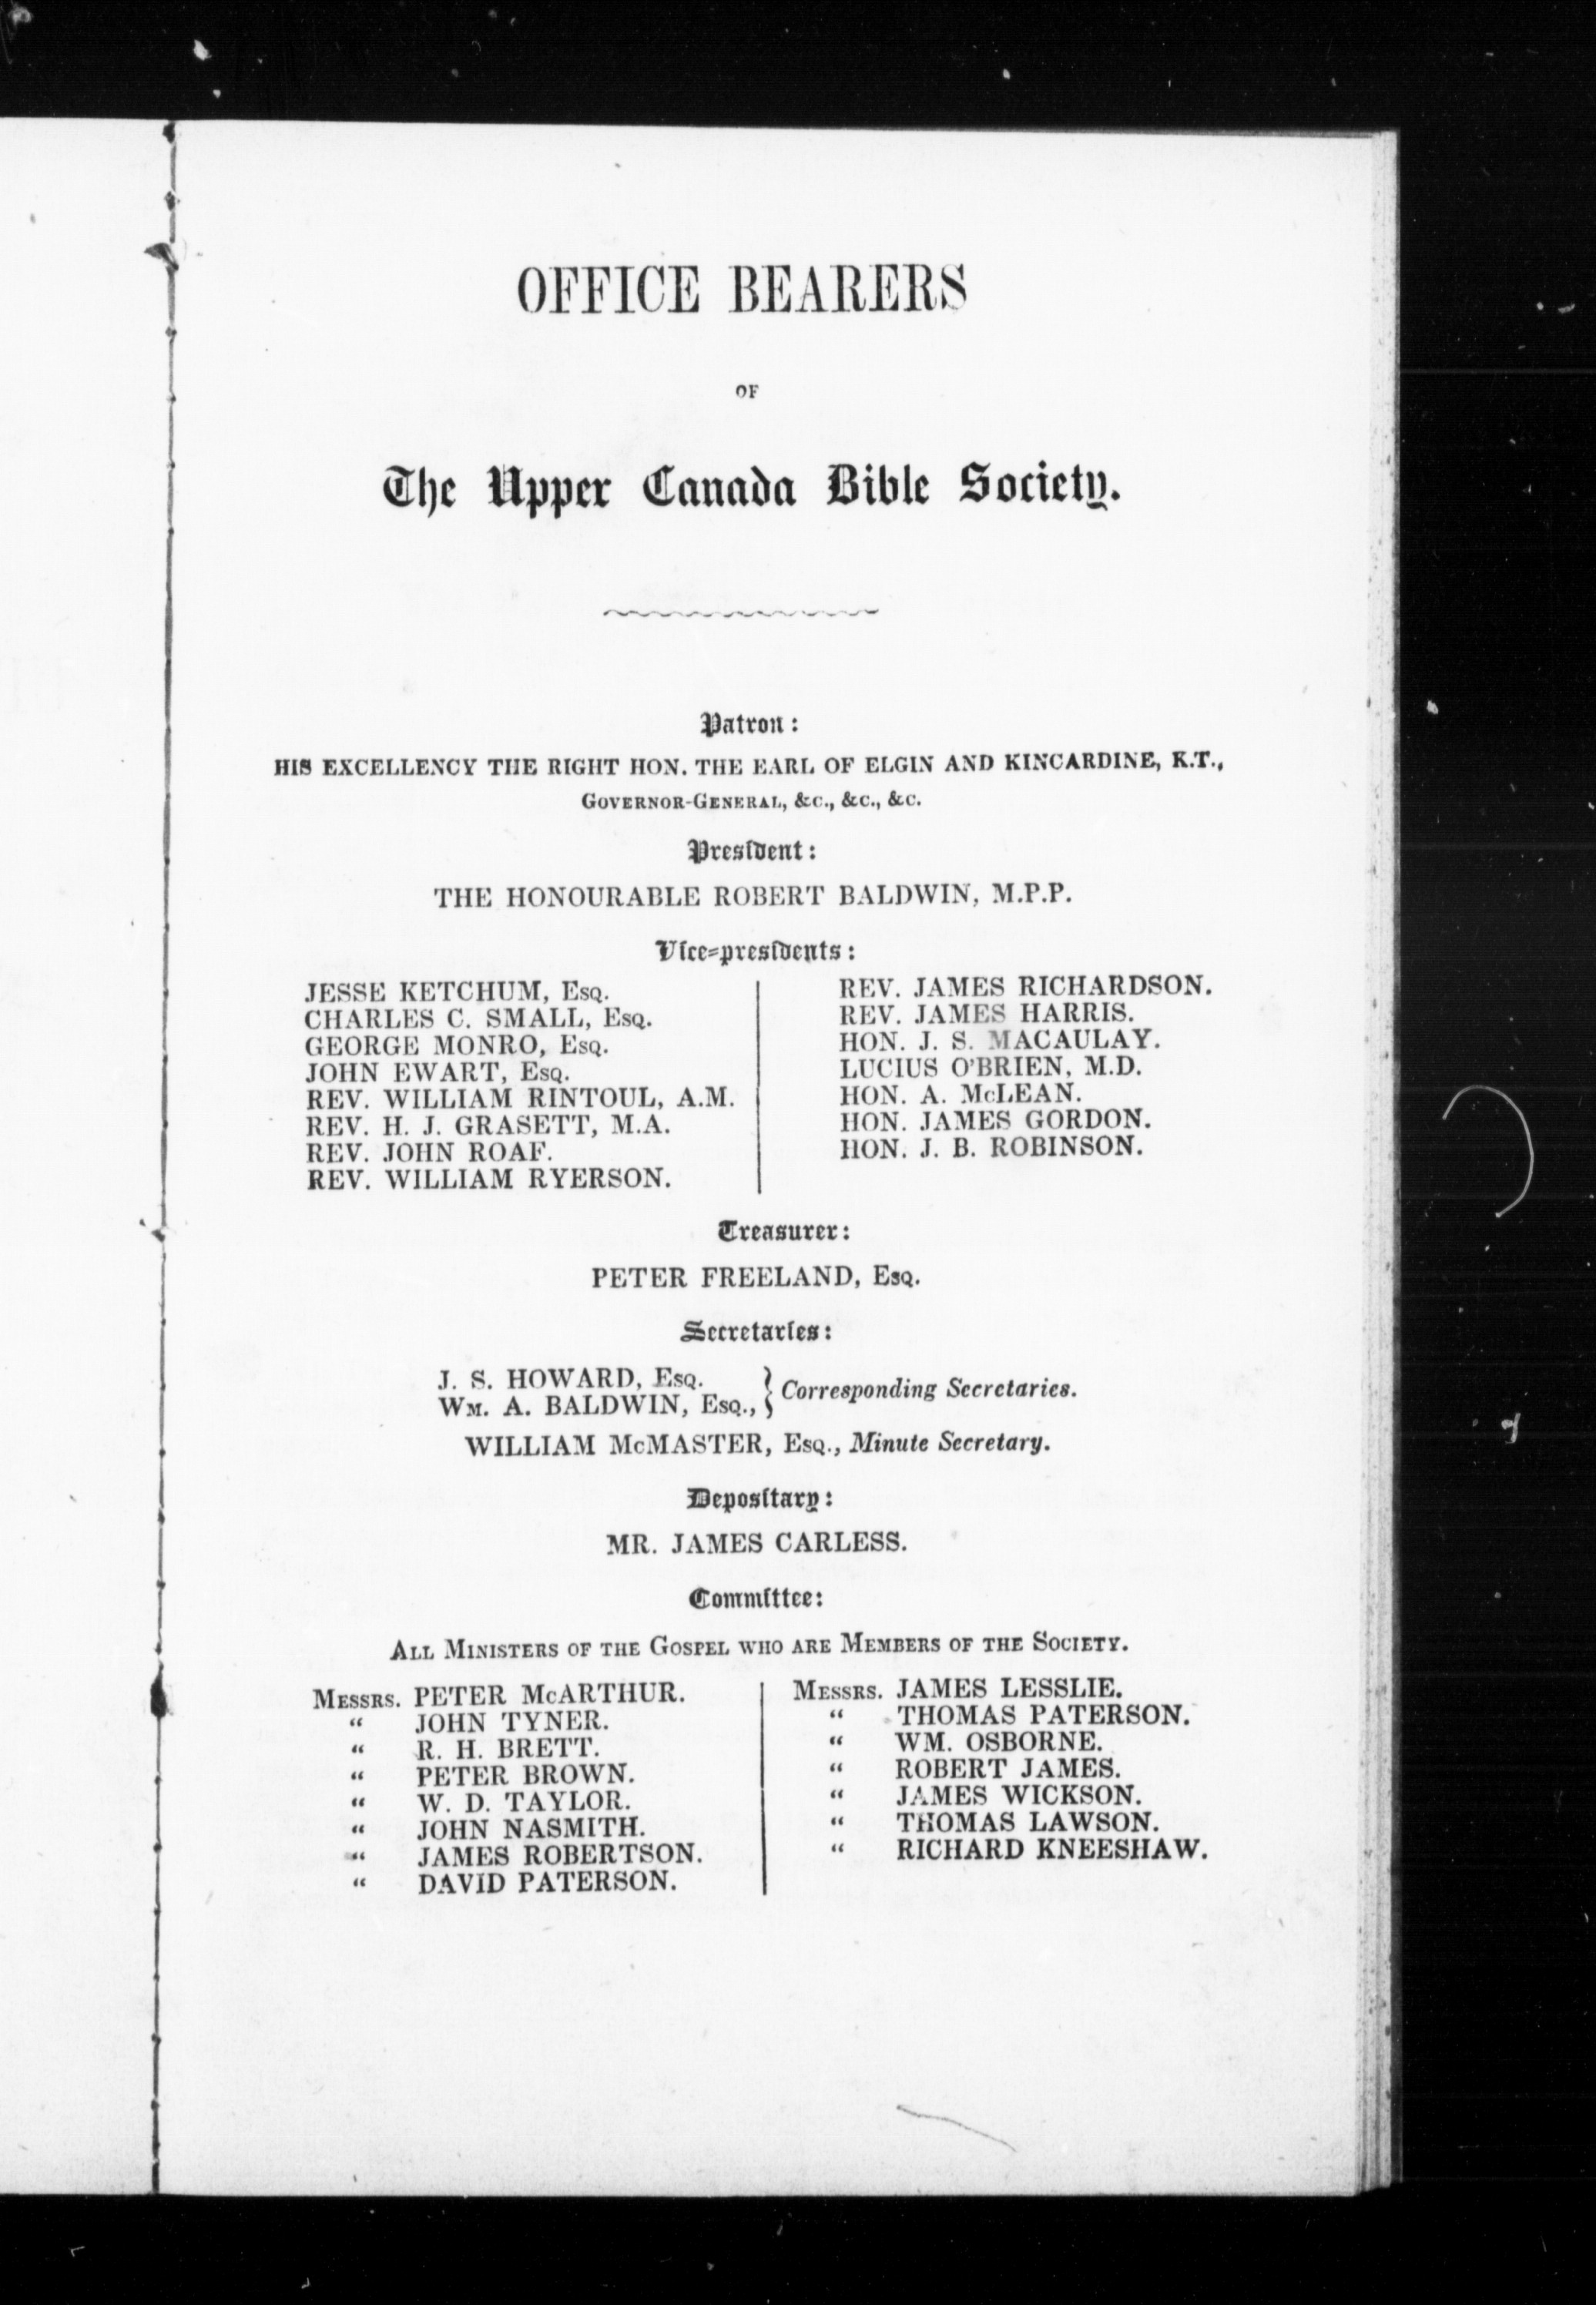 OFFICE BEARERS
OF
The Upper Canada Bible Society.
Patron:
HIS EXCELLENCY THE RIGHT HON. THE EARL OF ELGIN AND KINCARDINE, K.T.,
GOVERNOR-GENERAL, &C., &C., &C.
President:
THE HONOURABLE ROBERT BALDWIN, M.P.P.
Vice-presidents:
JESSE KETCHUM, ESQ.
CHARLES C. SMALL, ESQ.
GEORGE MONRO, ESQ.
JOHN EWART, ESQ.
REV. WILLIAM RINTOUL, A.M.
REV. H. J. GRASETT, M.A.
REV. JOHN ROAF.
REV. WILLIAM RYERSON.
REV. JAMES RICHARDSON.
REV. JAMES HARRIS.
HON. J. S. MACAULAY.
LUCIUS O'BRIEN, M.D.
HON. A. McLEAN.
HON. JAMES GORDON.
HON. J. B. ROBINSON.
Treasurer:
PETER FREELAND, ESQ.
Secretaries:
J. S. HOWARD, ESQ.
WM. A. BALDWIN, ESQ., } Corresponding Secretaries.
WILLIAM McMASTER, ESQ., Minute Secretary.
Depositary:
MR. JAMES CARLESS.
Committee:
ALL MINISTERS OF THE GOSPEL WHO ARE MEMBERS OF THE SOCIETY.
MESSRS. PETER McARTHUR.
" JOHN TYNER.
" R. H. BRETT.
" PETER BROWN.
" W. D. TAYLOR.
" JOHN NASMITH.
" JAMES ROBERTSON.
" DAVID PATERSON.
MESSRS. JAMES LESSLIE.
" THOMAS PATERSON.
" WM. OSBORNE.
" ROBERT JAMES.
" JAMES WICKSON.
" THOMAS LAWSON.
" RICHARD KNEESHAW.